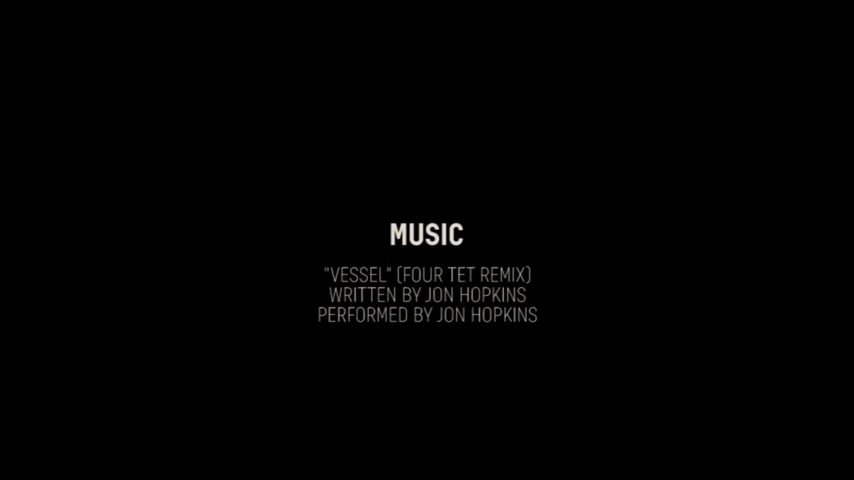 MUSIC
"VESSEL" (FOUR TET REMIX)
WRITTEN BY JON HOPKINS
PERFORMED BY JON HOPKINS